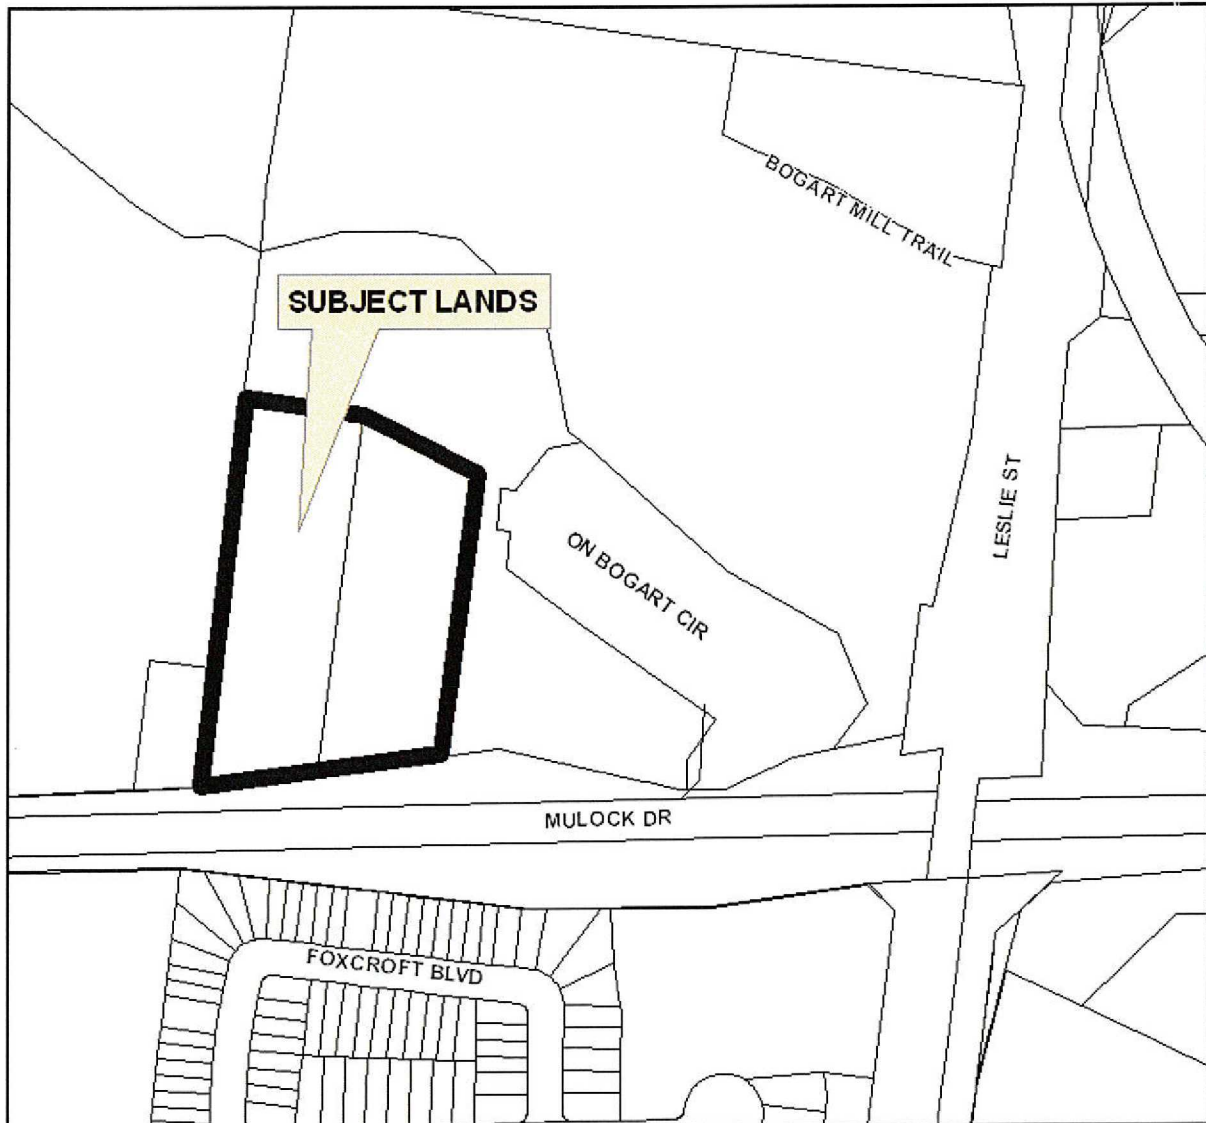 BOGART MILL TRAIL
SUBJECT LANDS
LESLIE ST
ON BOGART CIR
MULOCK DR
FOXCROFT BLVD